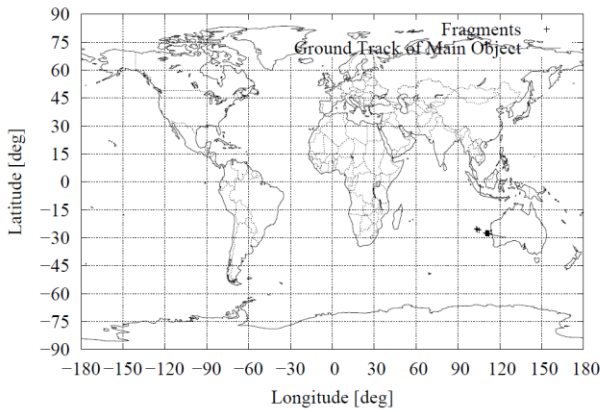 90
75
Fragments
Ground Track of Main Object
60
45
30
15
0
−15
−30
−45
−60
−75
−90
Latitude [deg]
−180 −150 −120 −90 −60 −30 0 30 60 90 120 150 180
Longitude [deg]